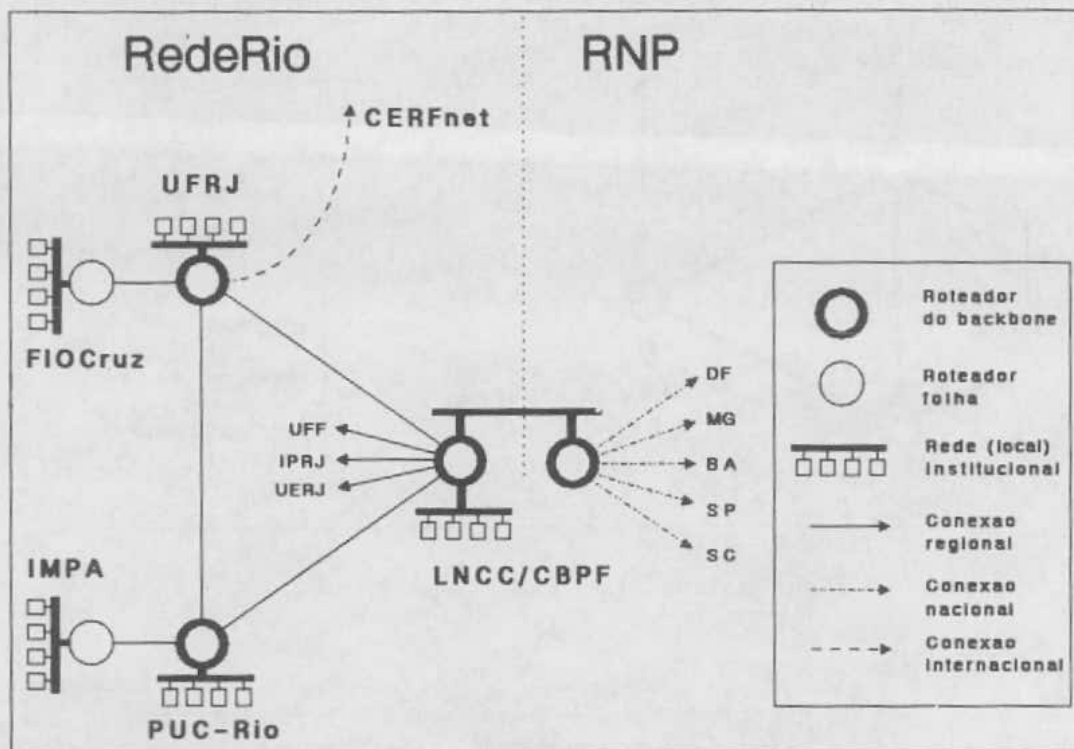 RedeRio
RNP
CERFnet
UFRJ
FIOCruz
UFF
IPRJ
UERJ
DF
MG
BA
SP
SC
LNCC/CBPF
IMPA
PUC-Rio
Roteador
do backbone
Roteador
folha
Rede (local)
institucional
Conexao
regional
Conexao
nacional
Conexao
internacional